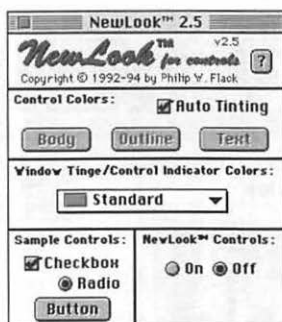 NewLook™ 2.5
v2.5
NewLook™ for controls ?
Copyright © 1992-94 by Philip V. Flack
Control Colors:
Auto Tinting
Body Outline Text
Window Tinge/Control Indicator Colors:
Standard
Sample Controls:
Checkbox
Radio
Button
NewLook™ Controls:
On Off